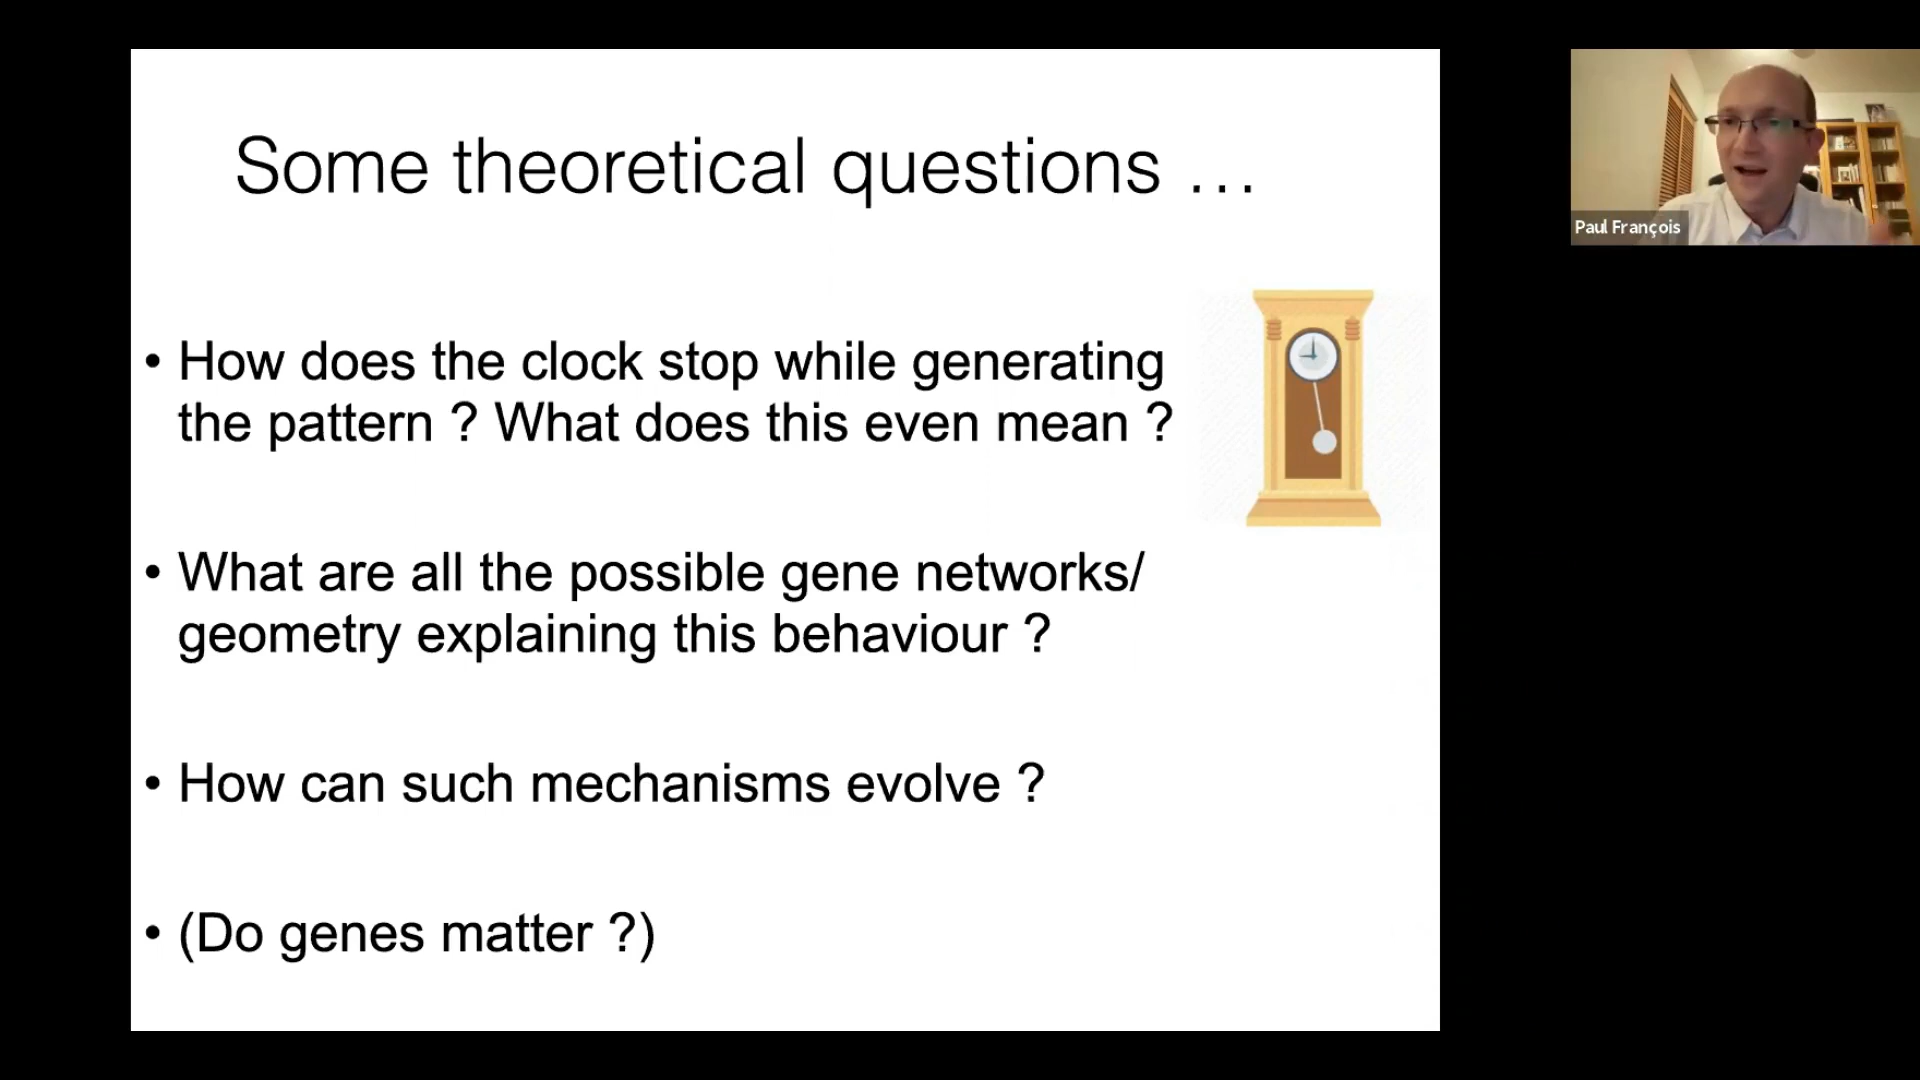 Some theoretical questions …
• How does the clock stop while generating
the pattern ? What does this even mean ?
• What are all the possible gene networks/
geometry explaining this behaviour ?
• How can such mechanisms evolve ?
• (Do genes matter ?)
Paul François